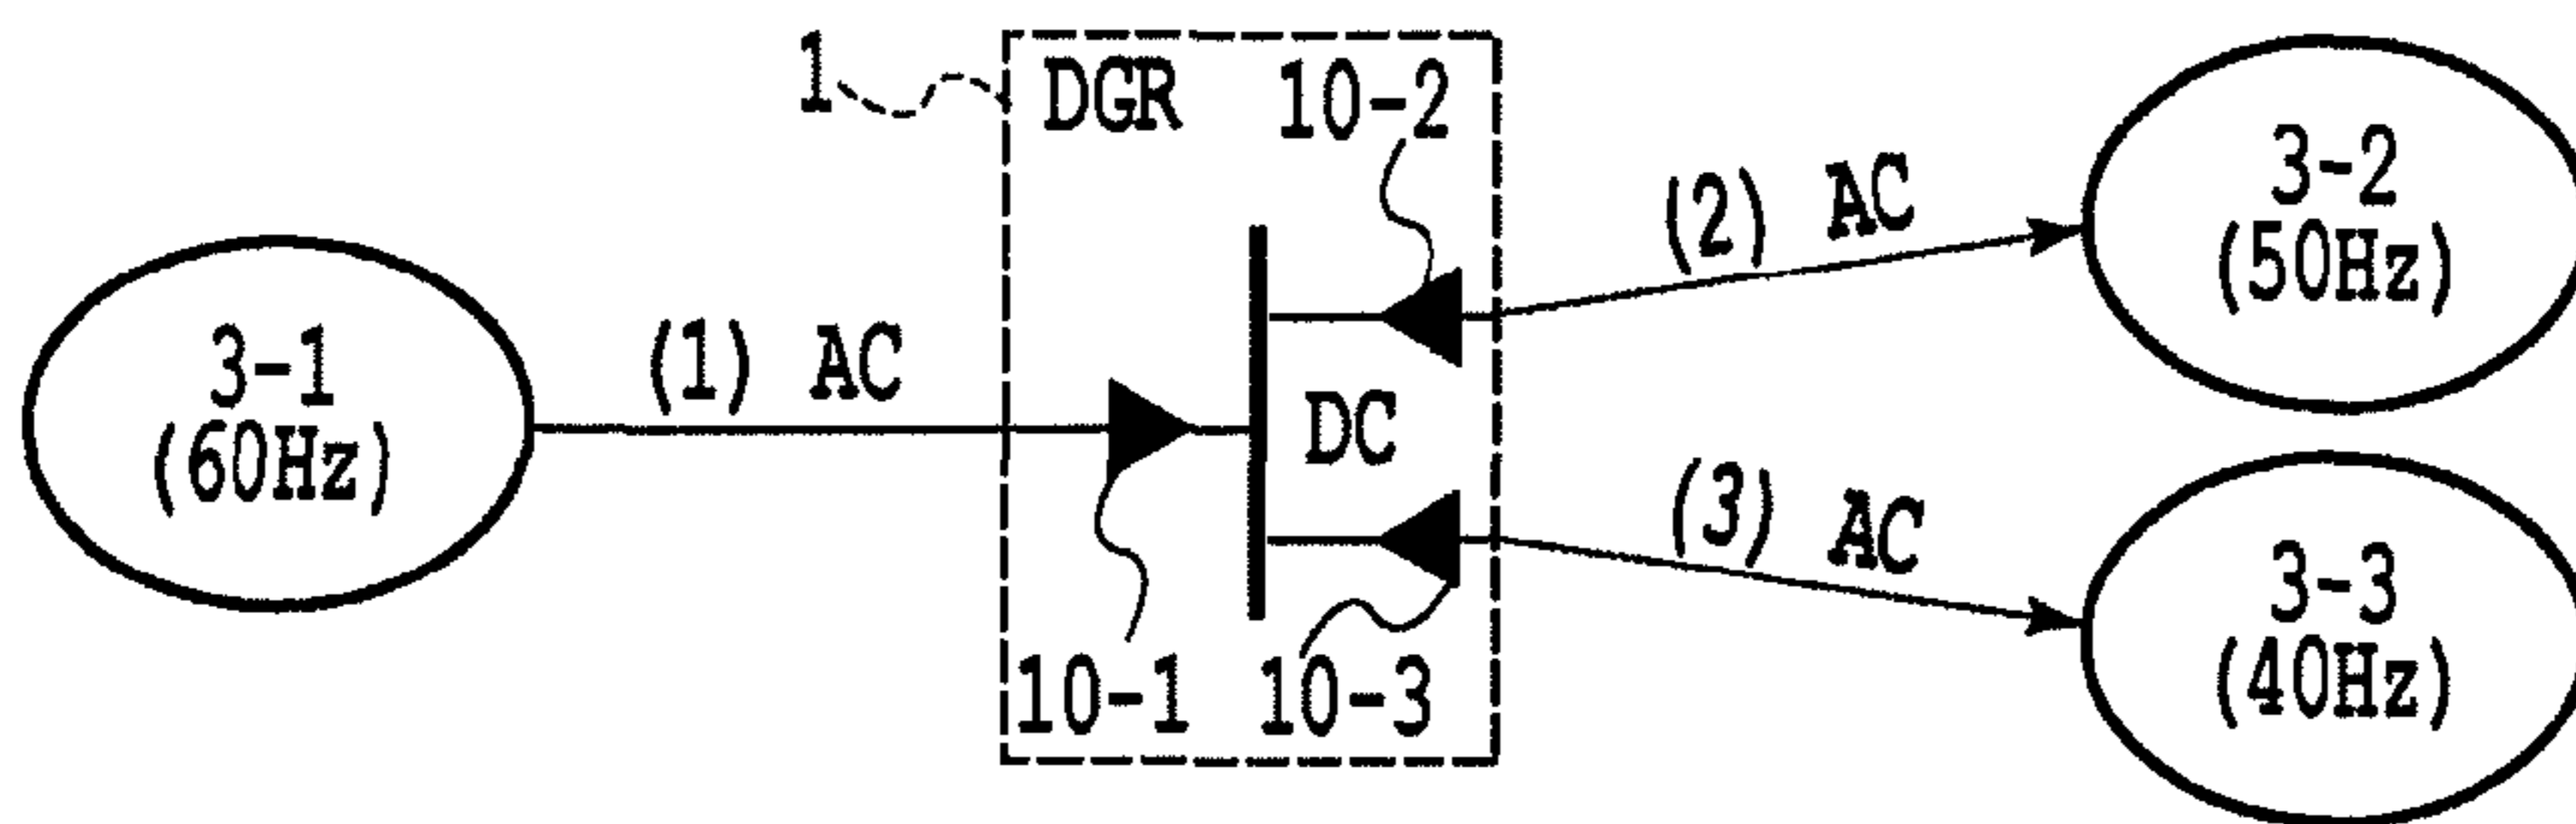 1
DGR
10-2
3-1
(60Hz)
(1) AC
DC
10-1
10-3
(2) AC
3-2
(50Hz)
(3) AC
3-3
(40Hz)